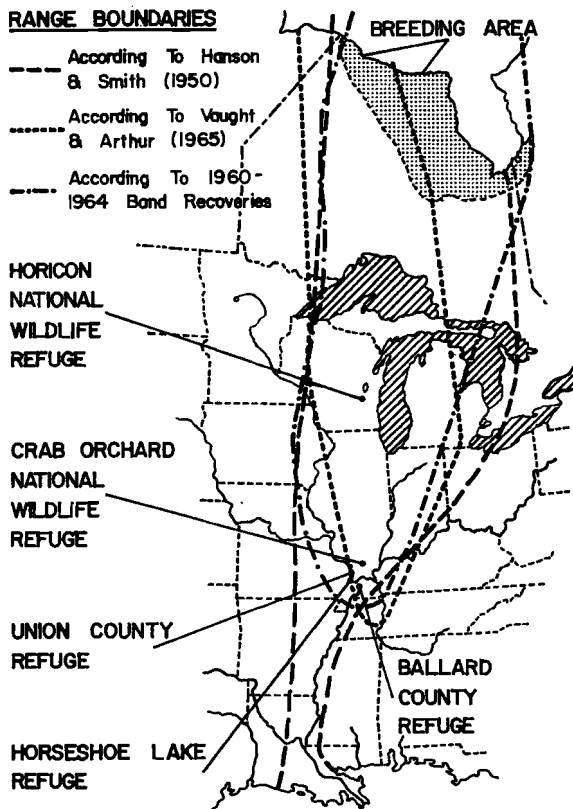 RANGE BOUNDARIES
According To Hanson
& Smith (1950)
According To Vaught
& Arthur (1965)
According To 1960-
1964 Band Recoveries
BREEDING AREA
HORICON
NATIONAL
WILDLIFE
REFUGE
CRAB ORCHARD
NATIONAL
WILDLIFE
REFUGE
UNION COUNTY
REFUGE
HORSESHOE LAKE
REFUGE
BALLARD
COUNTY
REFUGE